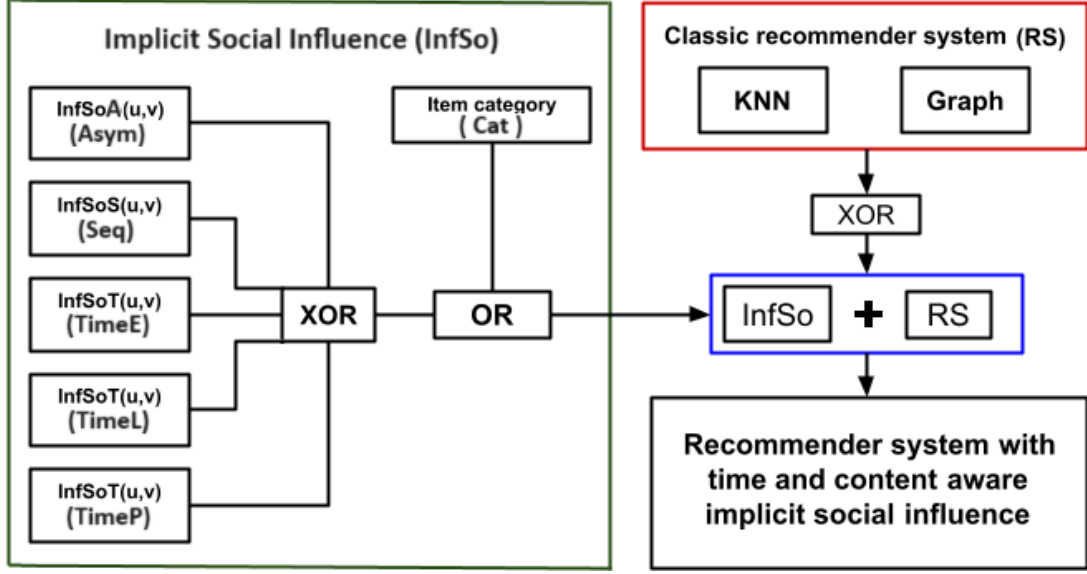 Implicit Social Influence (InfSo)
InfSoA(u,v)
(Asym)
InfSoS(u,v)
(Seq)
InfSoT(u,v)
(TimeE)
InfSoT(u,v)
(TimeL)
InfSoT(u,v)
(TimeP)
XOR
Item category
( Cat )
OR
Classic recommender system (RS)
KNN
Graph
XOR
InfSo + RS
Recommender system with
time and content aware
implicit social influence